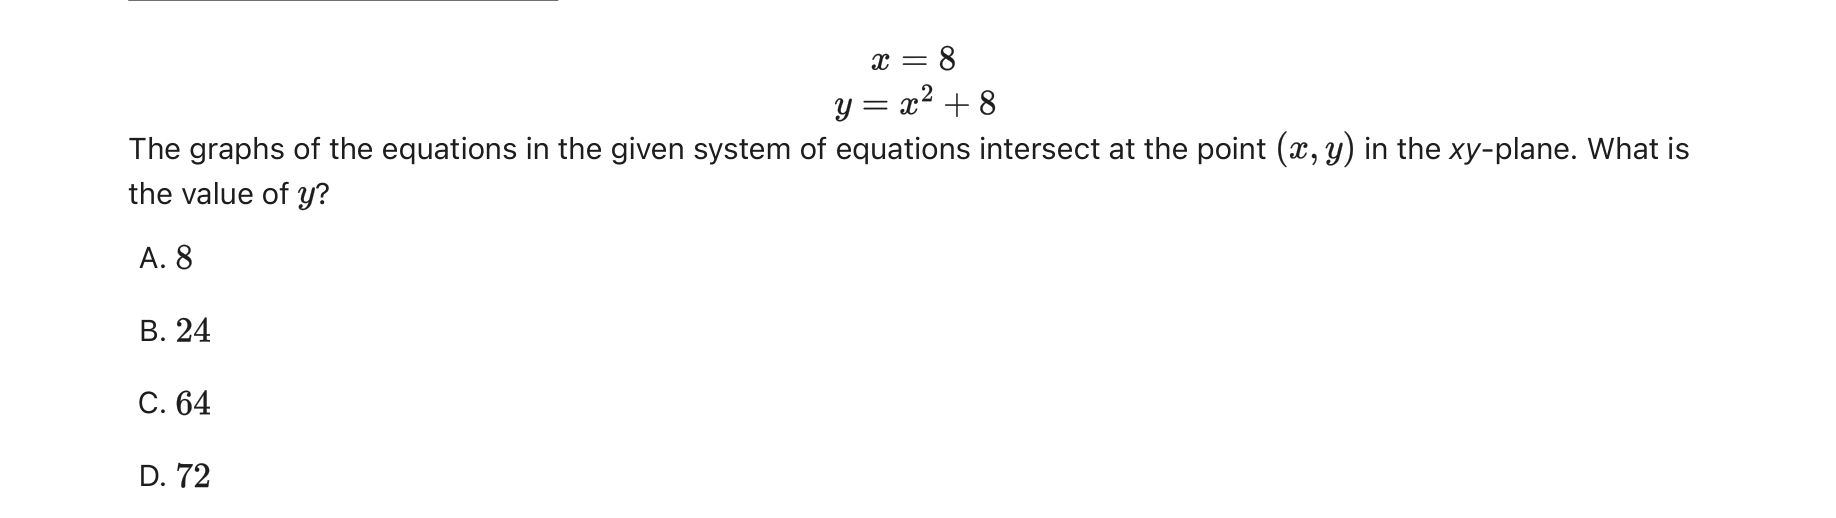 x = 8
y = x² + 8
The graphs of the equations in the given system of equations intersect at the point (x, y) in the xy-plane. What is
the value of y?
A. 8
B. 24
C. 64
D. 72